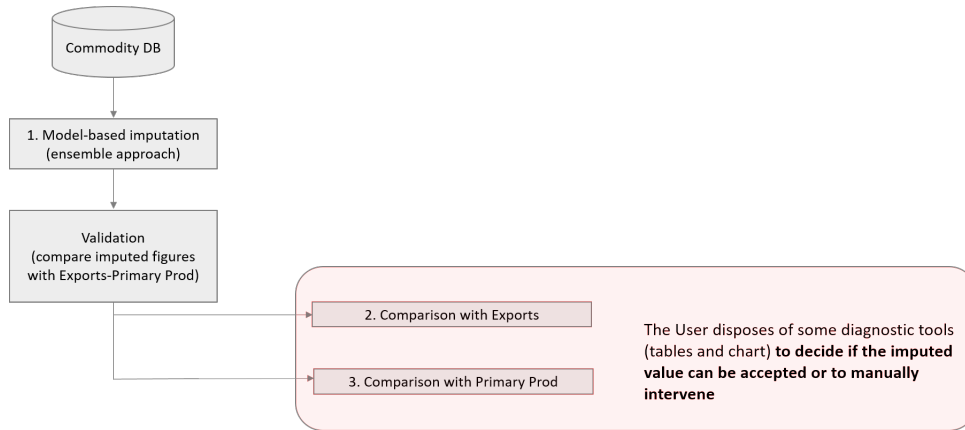 Commodity DB
1. Model-based imputation
(ensemble approach)
Validation
(compare imputed figures
with Exports-Primary Prod)
2. Comparison with Exports
3. Comparison with Primary Prod
The User disposes of some diagnostic tools
(tables and chart) to decide if the imputed
value can be accepted or to manually
intervene